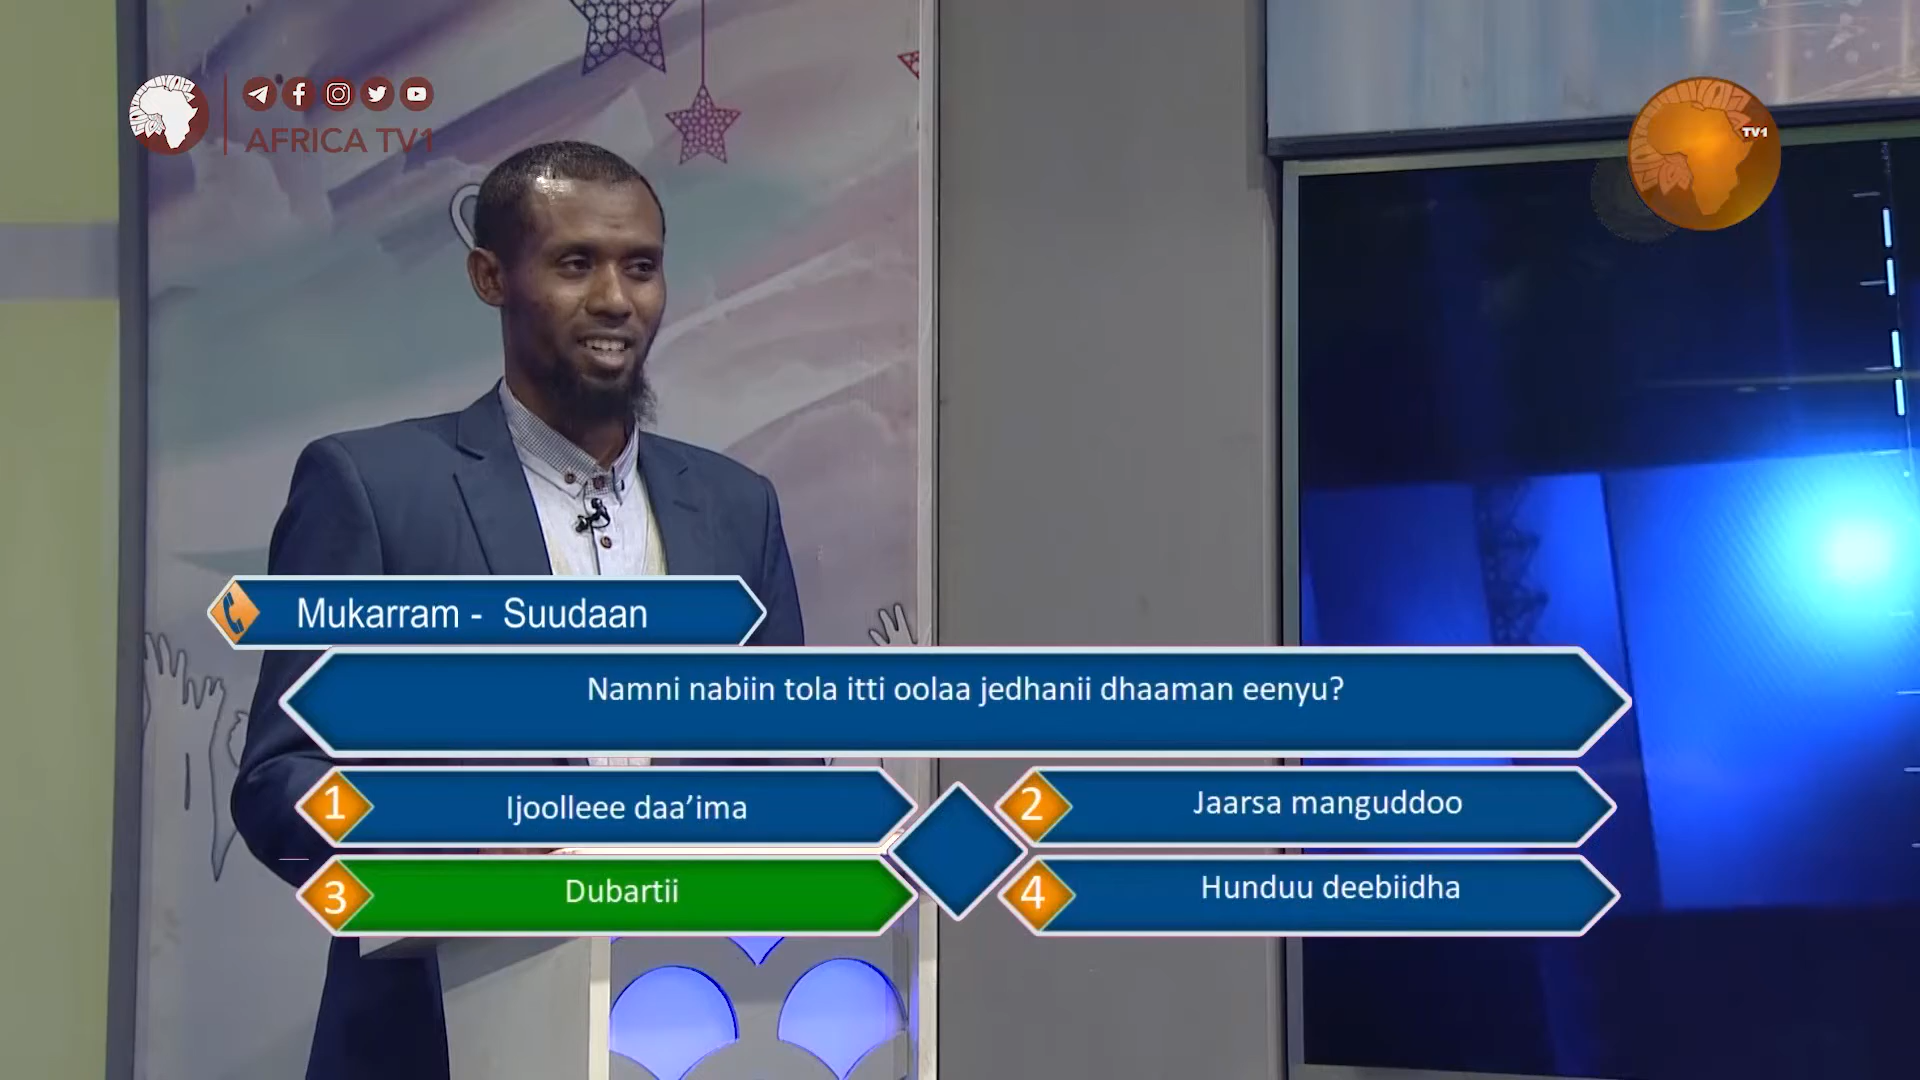 AFRICA TV1
TV1
Mukarram - Suudaan
Namni nabiin tola itti oolaa jedhanii dhaaman eenyu?
1 Ijoolleee daa’ima
2 Jaarsa manguddoo
3 Dubartii
4 Hunduu deebiidha